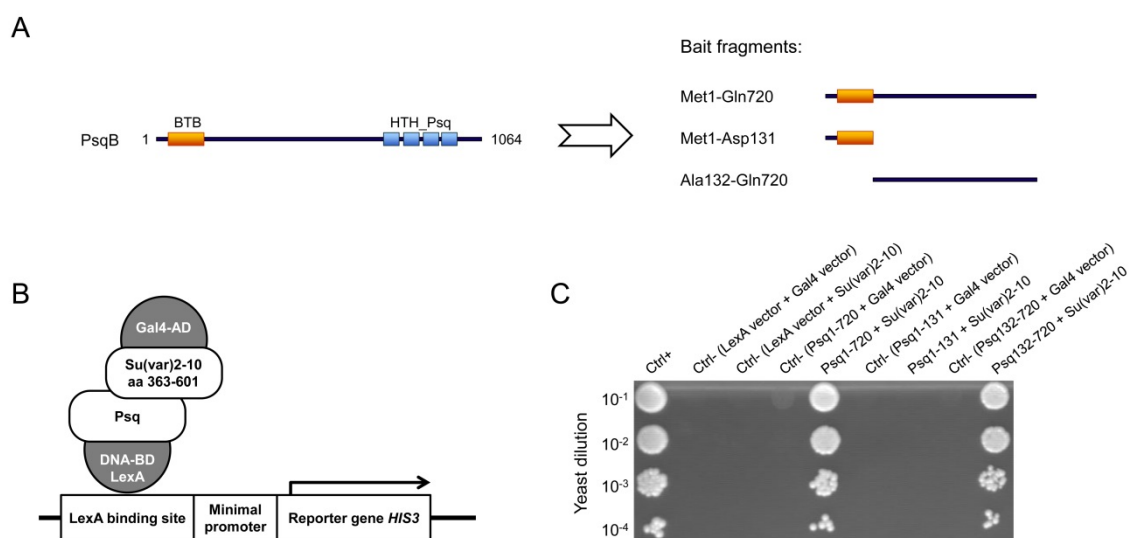 A
PsqB
1
BTB
HTH_Psq
1064
Bait fragments:
Met1-Gln720
Met1-Asp131
Ala132-Gln720
B
Gal4-AD
Su(var)2-10
aa 363-601
Psq
DNA-BD
LexA
LexA binding site
Minimal
promoter
Reporter gene HIS3
C
Ctrl+
Ctrl- (LexA vector + Gal4 vector)
Ctrl- (LexA vector + Su(var)2-10)
Ctrl- (Psq1-720 + Gal4 vector)
Psq1-720 + Su(var)2-10
Ctrl- (Psq1-131 + Gal4 vector)
Psq1-131 + Su(var)2-10
Ctrl- (Psq132-720 + Gal4 vector)
Psq132-720 + Su(var)2-10
Yeast dilution
10-1
10-2
10-3
10-4